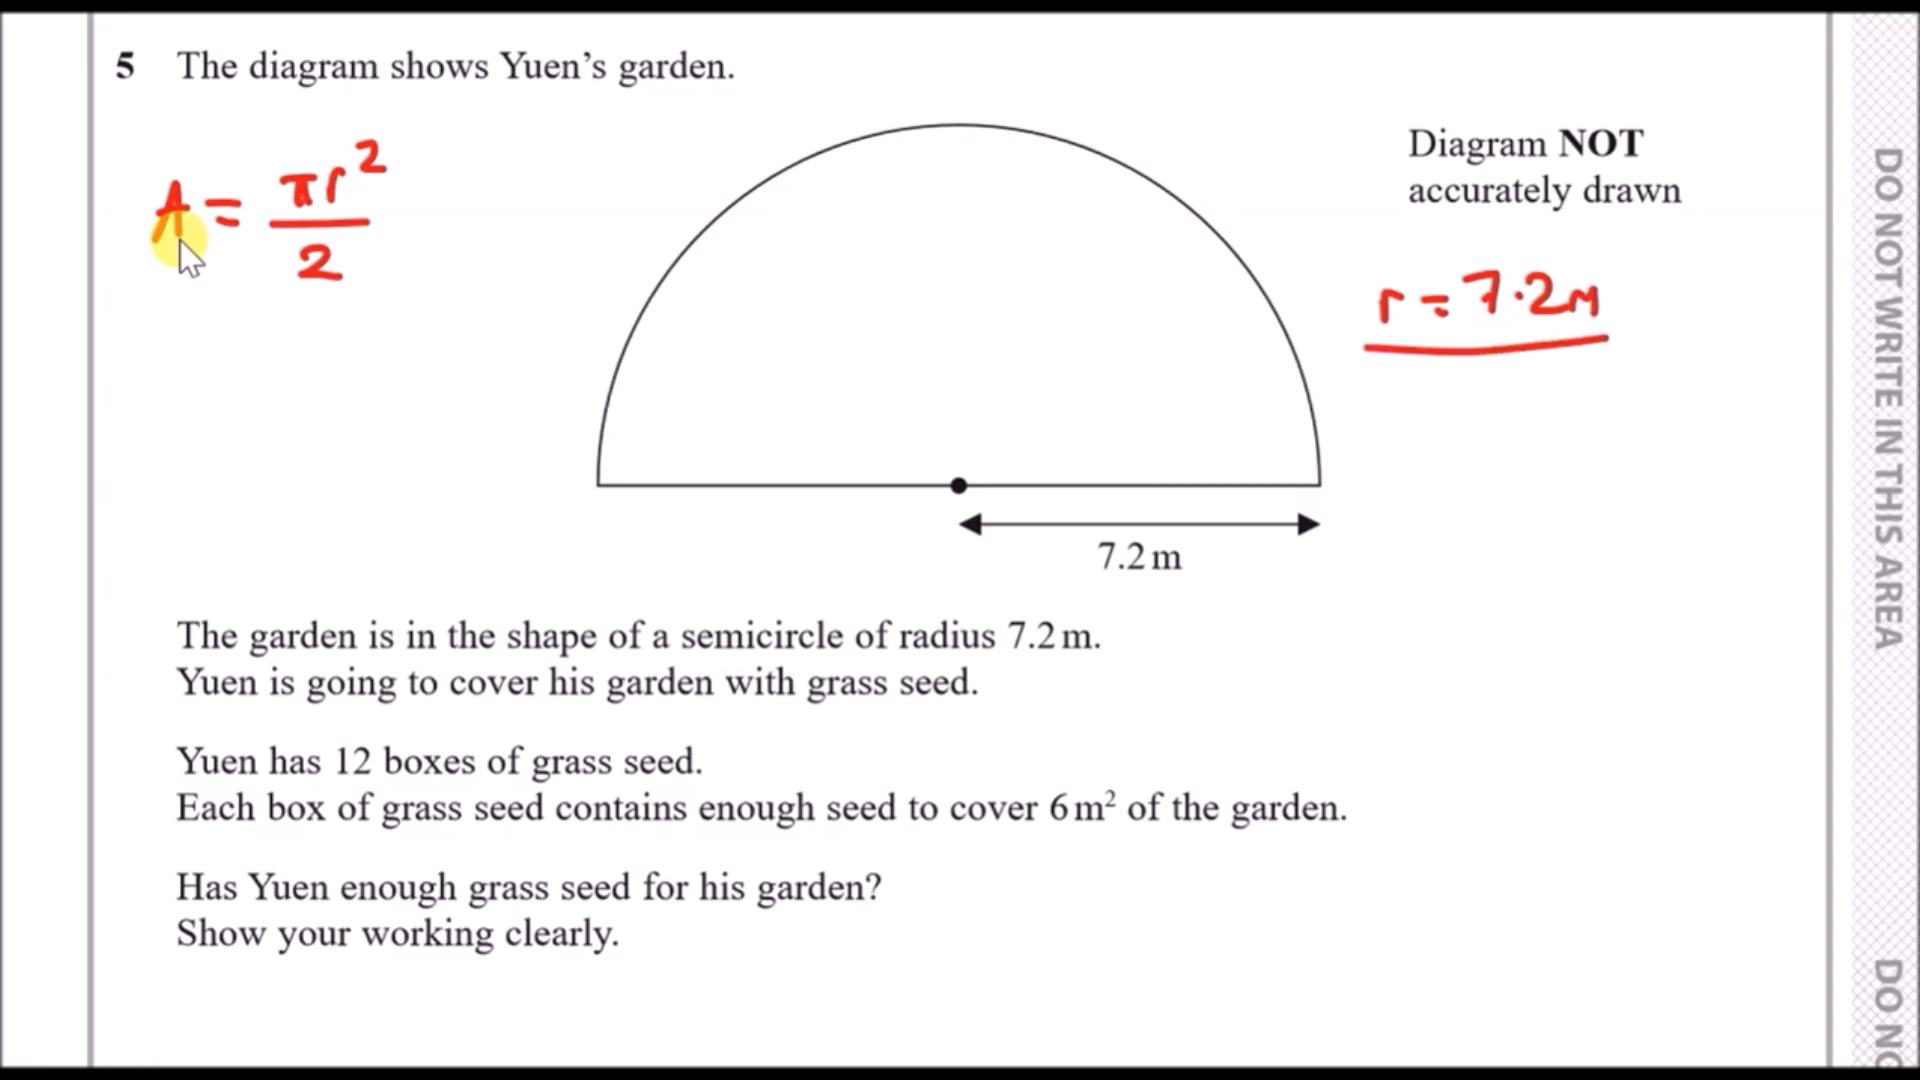 5 The diagram shows Yuen's garden.
A = πr²/2
Diagram NOT
accurately drawn
r = 7.2m
7.2 m
The garden is in the shape of a semicircle of radius 7.2 m.
Yuen is going to cover his garden with grass seed.
Yuen has 12 boxes of grass seed.
Each box of grass seed contains enough seed to cover 6 m² of the garden.
Has Yuen enough grass seed for his garden?
Show your working clearly.
DO NOT WRITE IN THIS AREA
DO NO